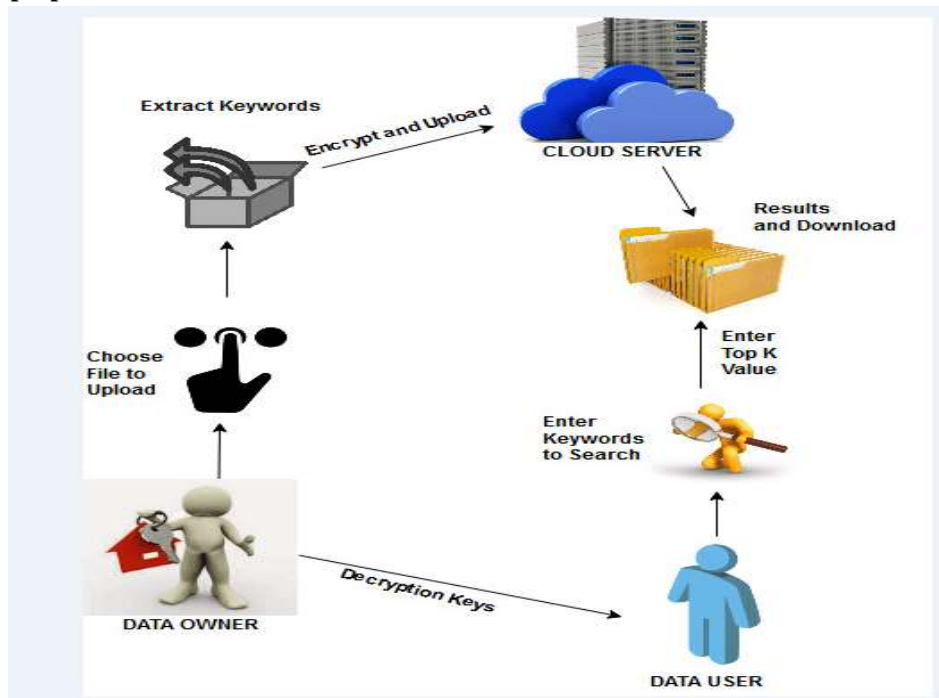 Extract Keywords
Encrypt and Upload
CLOUD SERVER
Results
and Download
Choose
File to
Upload
Enter
Top K
Value
Enter
Keywords
to Search
Decryption Keys
DATA OWNER
DATA USER